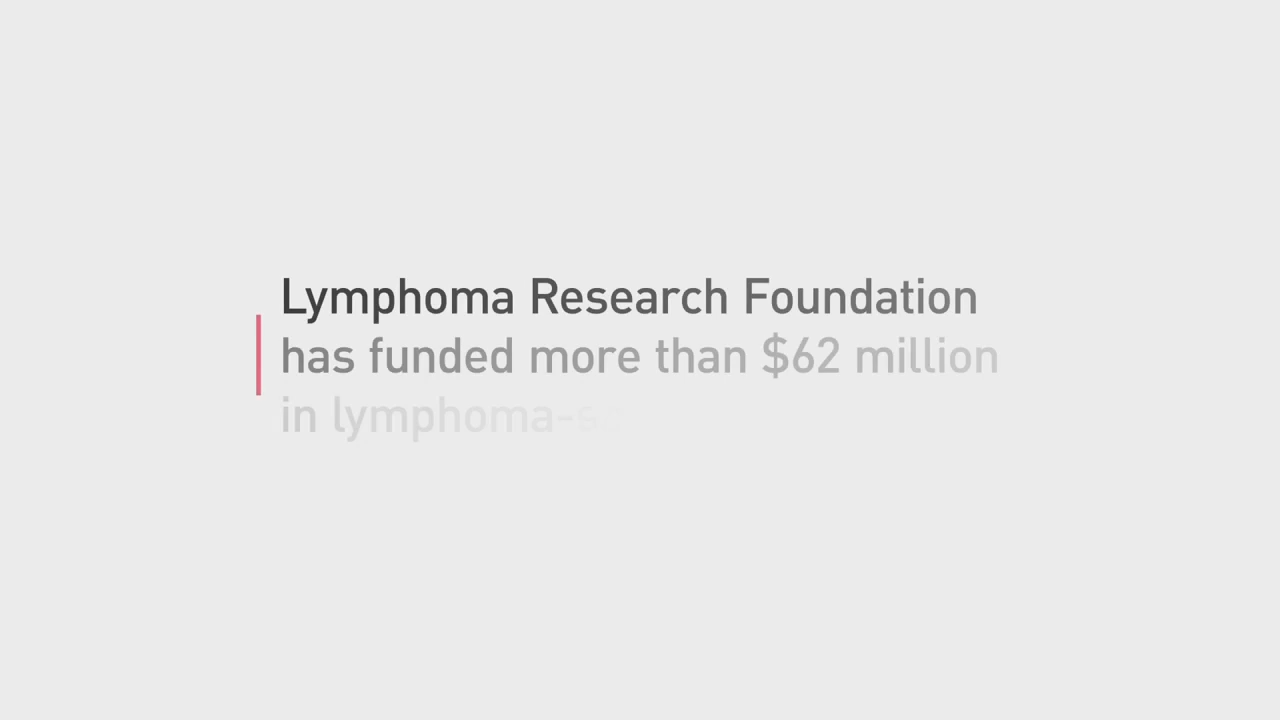 Lymphoma Research Foundation
has funded more than $62 million
in lymphoma-